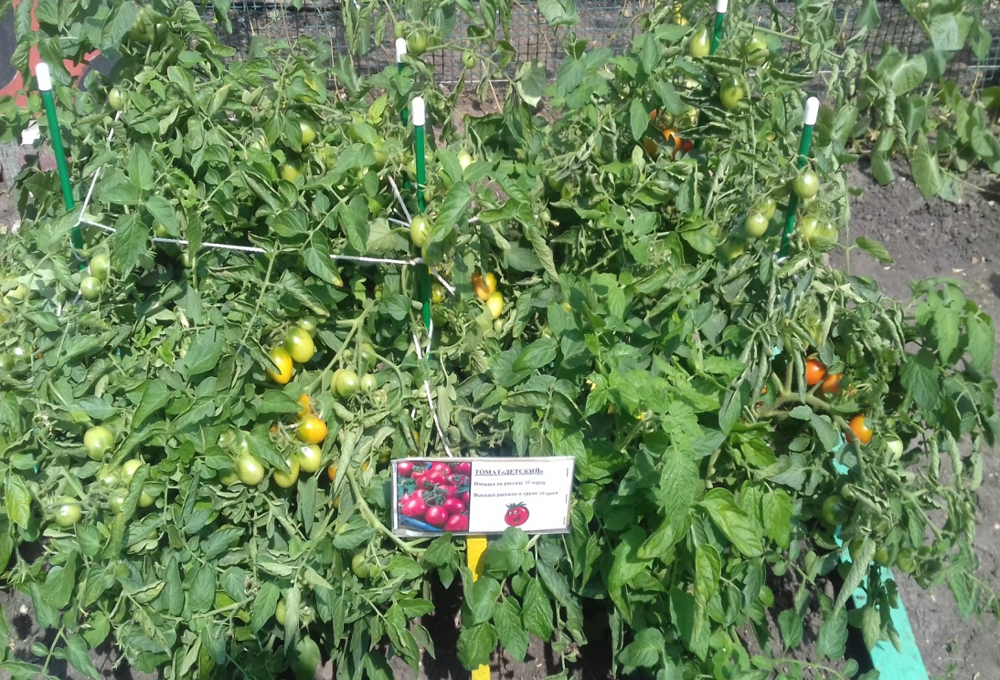 ТОМАТ«ДЕТСКИЙ»
Посадка на рассаду 10 марта
Высадка рассады в грунт 10 июня